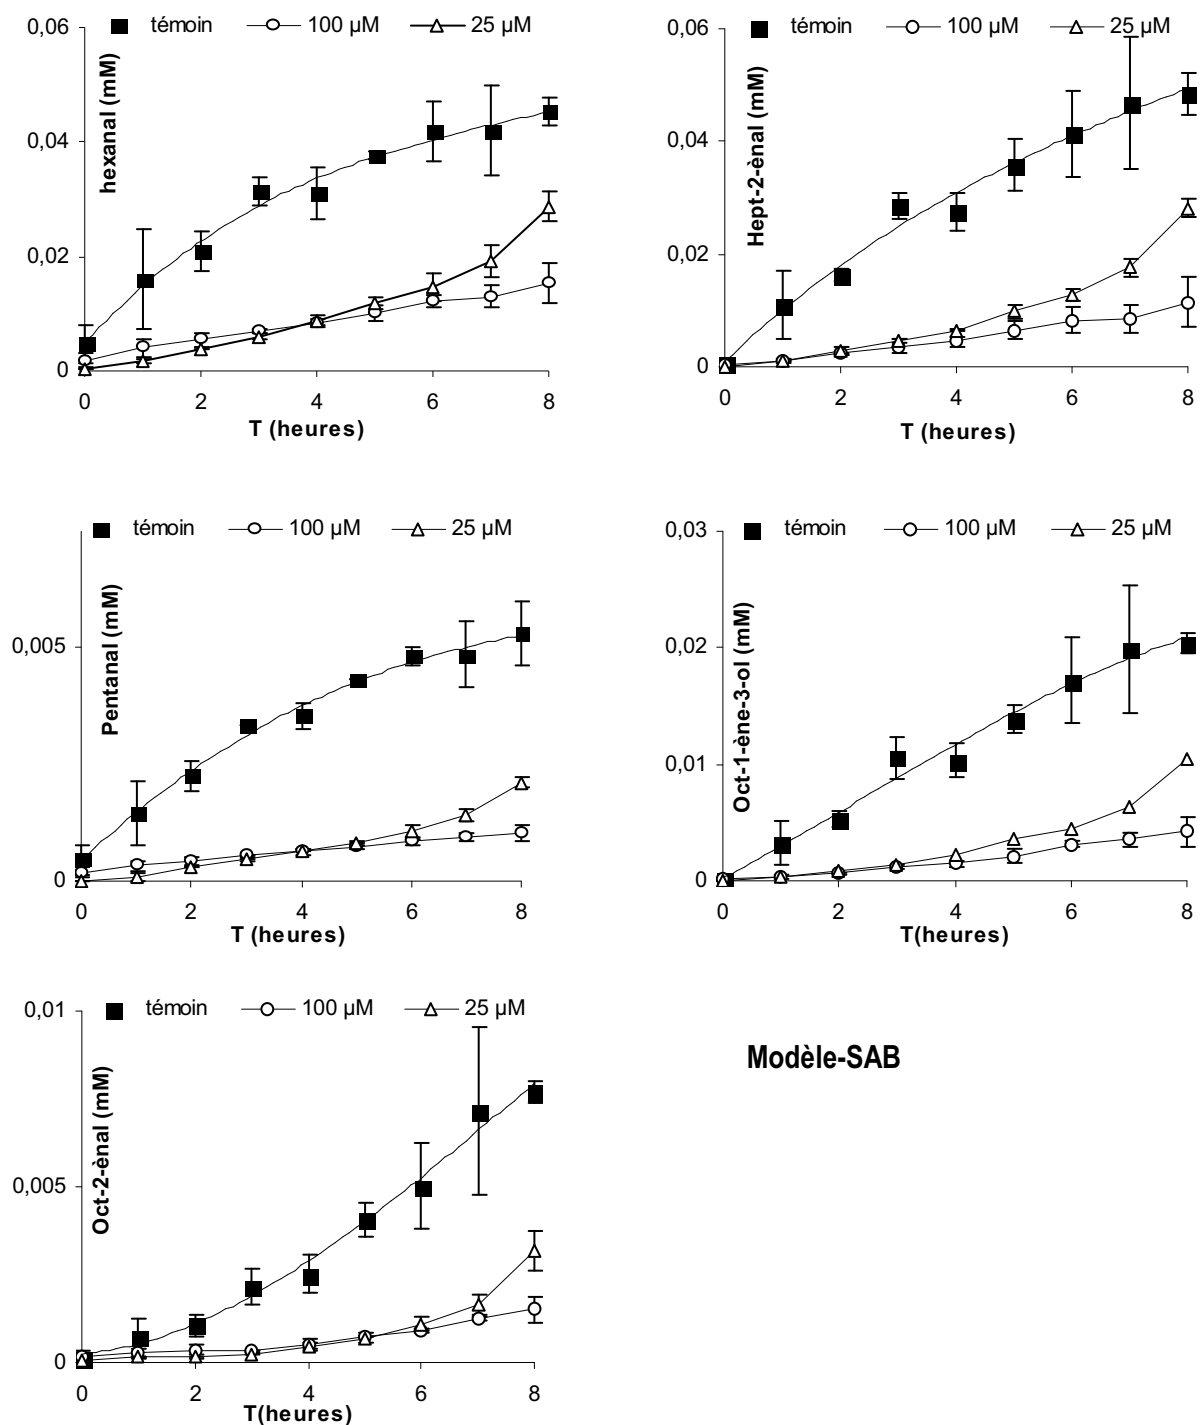 témoin 100 µM 25 µM
hexanal (mM)
0,06
0,04
0,02
0
0 2 4 6 8
T (heures)
témoin 100 µM 25 µM
Hept-2-ènal (mM)
0,06
0,04
0,02
0
0 2 4 6 8
T (heures)
témoin 100 µM 25 µM
Pentanal (mM)
0,005
0
0 2 4 6 8
T (heures)
témoin 100 µM 25 µM
Oct-1-ène-3-ol (mM)
0,03
0,02
0,01
0
0 2 4 6 8
T(heures)
témoin 100 µM 25 µM
Oct-2-ènal (mM)
0,01
0,005
0
0 2 4 6 8
T(heures)
Modèle-SAB